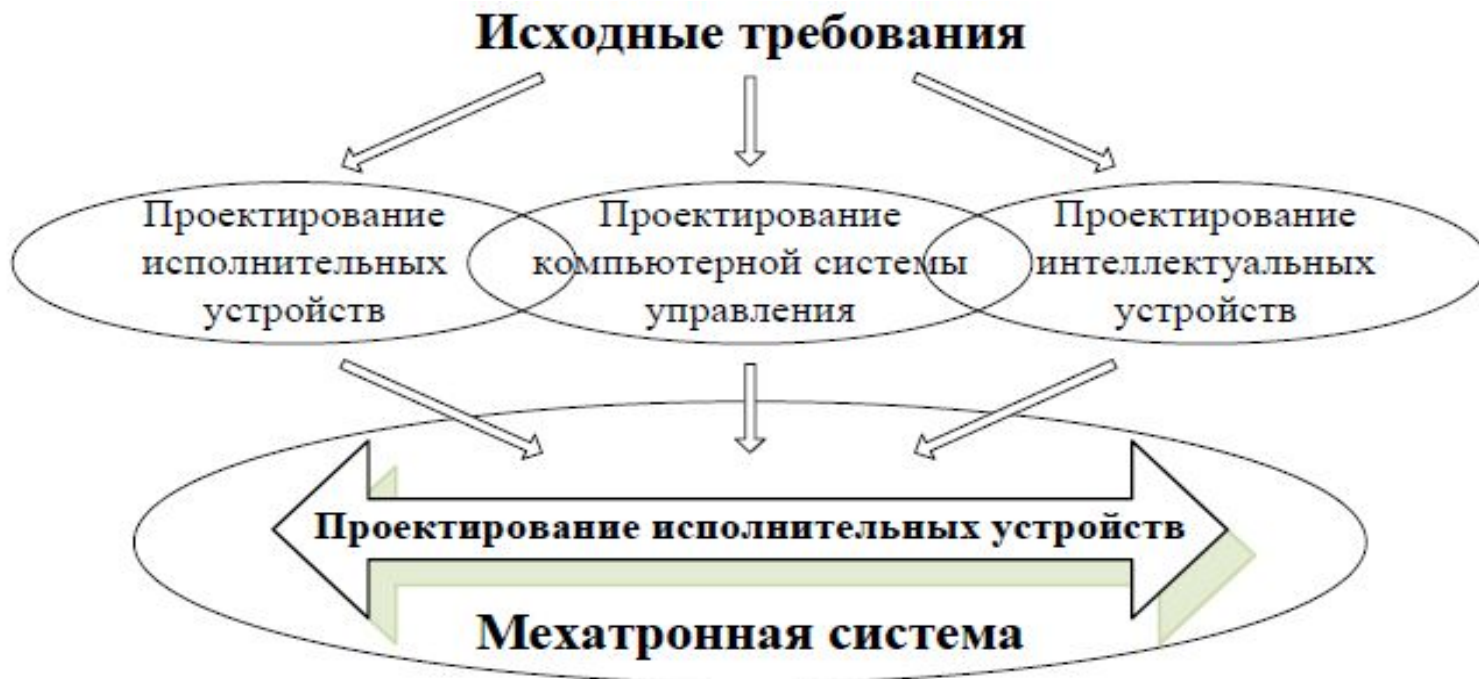 Исходные требования
Проектирование
исполнительных
устройств
Проектирование
компьютерной системы
управления
Проектирование
интеллектуальных
устройств
Проектирование исполнительных устройств
Мехатронная система